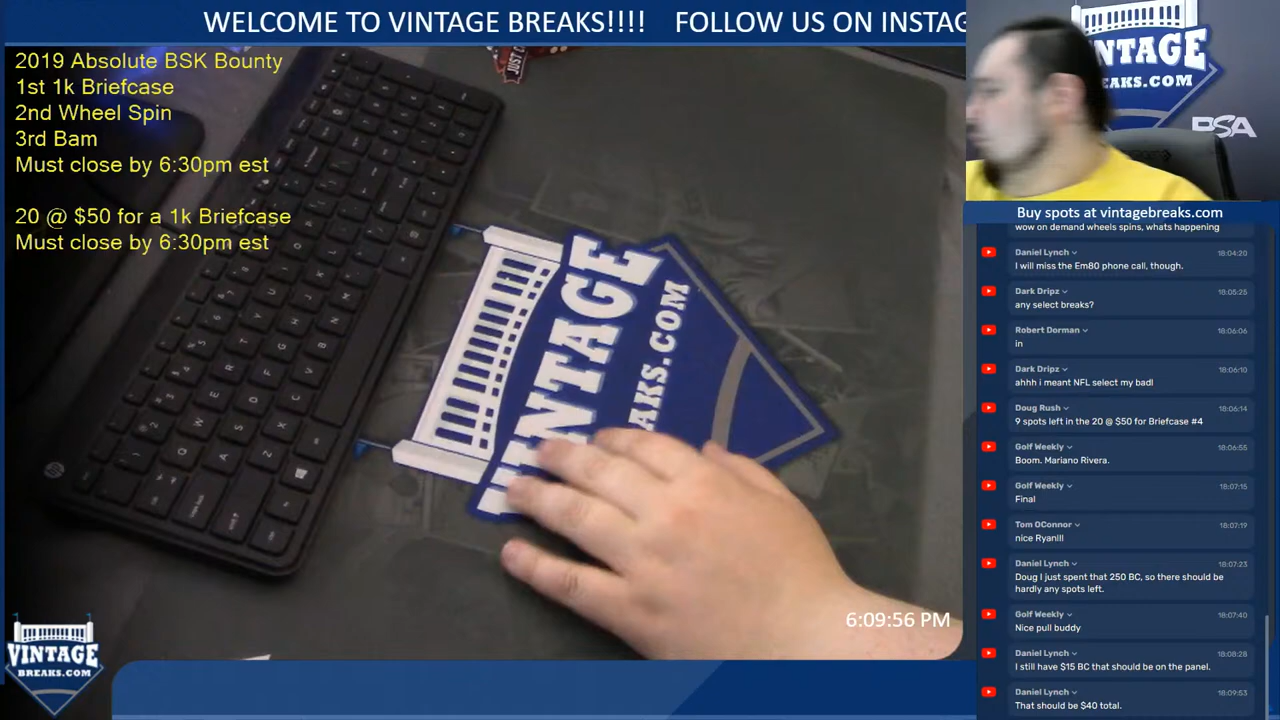 WELCOME TO VINTAGE BREAKS!!!! FOLLOW US ON INSTAG
2019 Absolute BSK Bounty
1st 1k Briefcase
2nd Wheel Spin
3rd Bam
Must close by 6:30pm est
20 @ $50 for a 1k Briefcase
Must close by 6:30pm est
JUST
VINTAGE
AKS.COM
6:09:56 PM
VINTAGE
BREAKS.COM
NTAGE
EAKS.COM
PSA
Buy spots at vintagebreaks.com
wow on demand wheels spins, whats happening
Daniel Lynch 18:04:20
I will miss the Em80 phone call, though.
Dark Dripz 18:05:25
any select breaks?
Robert Dorman 18:06:06
in
Dark Dripz 18:06:10
ahhh i meant NFL select my badl
Doug Rush 18:06:14
9 spots left in the 20 @ $50 for Briefcase #4
Golf Weekly 18:06:55
Boom. Mariano Rivera.
Golf Weekly 18:07:15
Final
Tom OConnor 18:07:19
nice Ryanlll
Daniel Lynch 18:07:23
Doug I just spent that 250 BC, so there should be
hardly any spots left.
Golf Weekly 18:07:40
Nice pull buddy
Daniel Lynch 18:08:28
I still have $15 BC that should be on the panel.
Daniel Lynch 18:09:53
That should be $40 total.